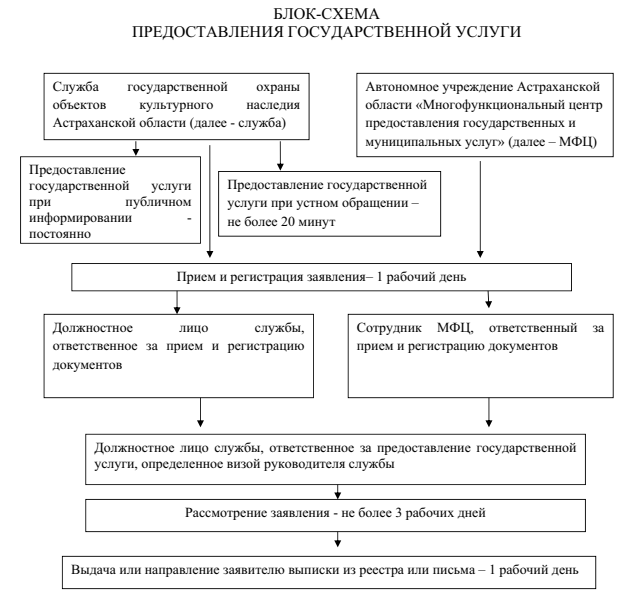 БЛОК-СХЕМА
ПРЕДОСТАВЛЕНИЯ ГОСУДАРСТВЕННОЙ УСЛУГИ
Служба государственной охраны
объектов культурного наследия
Астраханской области (далее - служба)
Автономное учреждение Астраханской
области «Многофункциональный центр
предоставления государственных и
муниципальных услуг» (далее – МФЦ)
Предоставление
государственной услуги
при публичном
информировании -
постоянно
Предоставление государственной
услуги при устном обращении –
не более 20 минут
Прием и регистрация заявления– 1 рабочий день
Должностное лицо службы,
ответственное за прием и регистрацию
документов
Сотрудник МФЦ, ответственный за
прием и регистрацию документов
Должностное лицо службы, ответственное за предоставление государственной
услуги, определенное визой руководителя службы
Рассмотрение заявления - не более 3 рабочих дней
Выдача или направление заявителю выписки из реестра или письма – 1 рабочий день